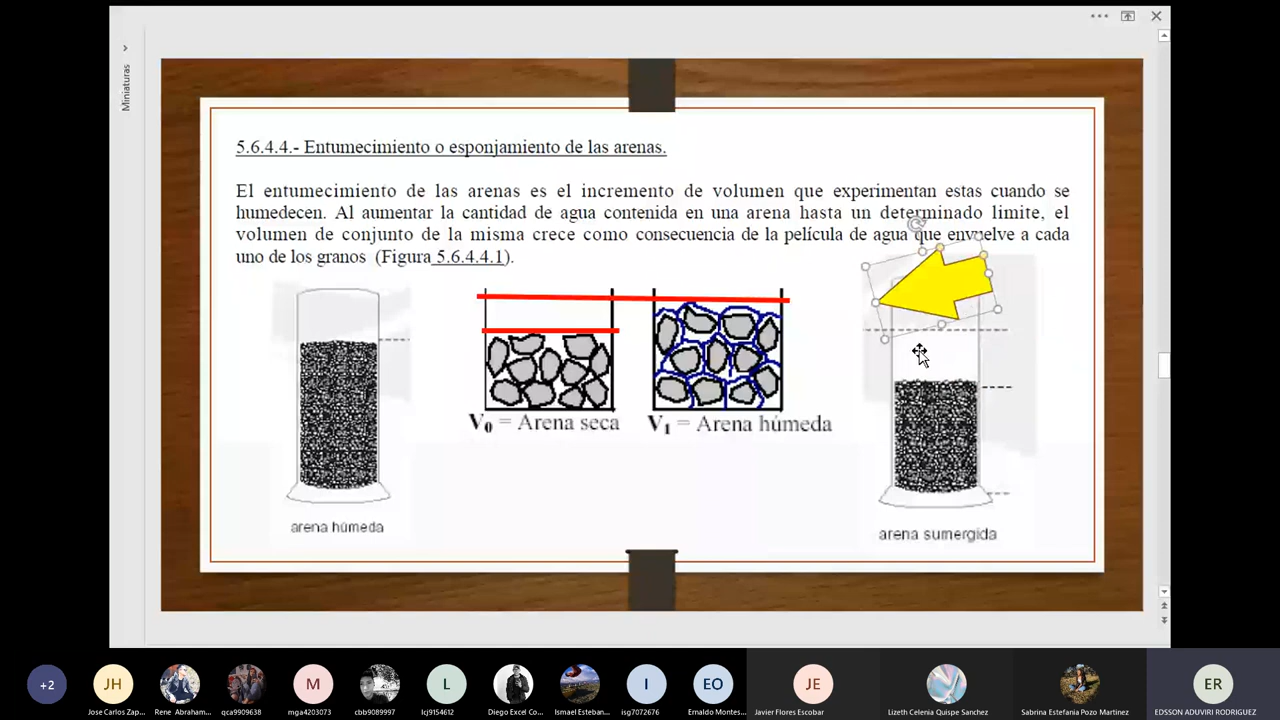 Miniaturas
5.6.4.4.- Entumecimiento o esponjamiento de las arenas.
El entumecimiento de las arenas es el incremento de volumen que experimentan estas cuando se
humedecen. Al aumentar la cantidad de agua contenida en una arena hasta un determinado limite, el
volumen de conjunto de la misma crece como consecuencia de la película de agua que envuelve a cada
uno de los granos (Figura 5.6.4.4.1).
V₀ = Arena seca
V₁ = Arena húmeda
arena húmeda
arena sumergida
+2
JH
M
L
I
EO
JE
ER
Jose Carlos Zap...
Rene Abraham...
qca9909638
mga4203073
cbb9089997
lcj9154612
Diego Excel Co...
Ismael Esteban...
isg7072676
Ernaldo Montes...
Javier Flores Escobar
Lizeth Celenia Quispe Sanchez
Sabrina Estefania Pozo Martinez
EDSSON ADUVIRI RODRIGUEZ